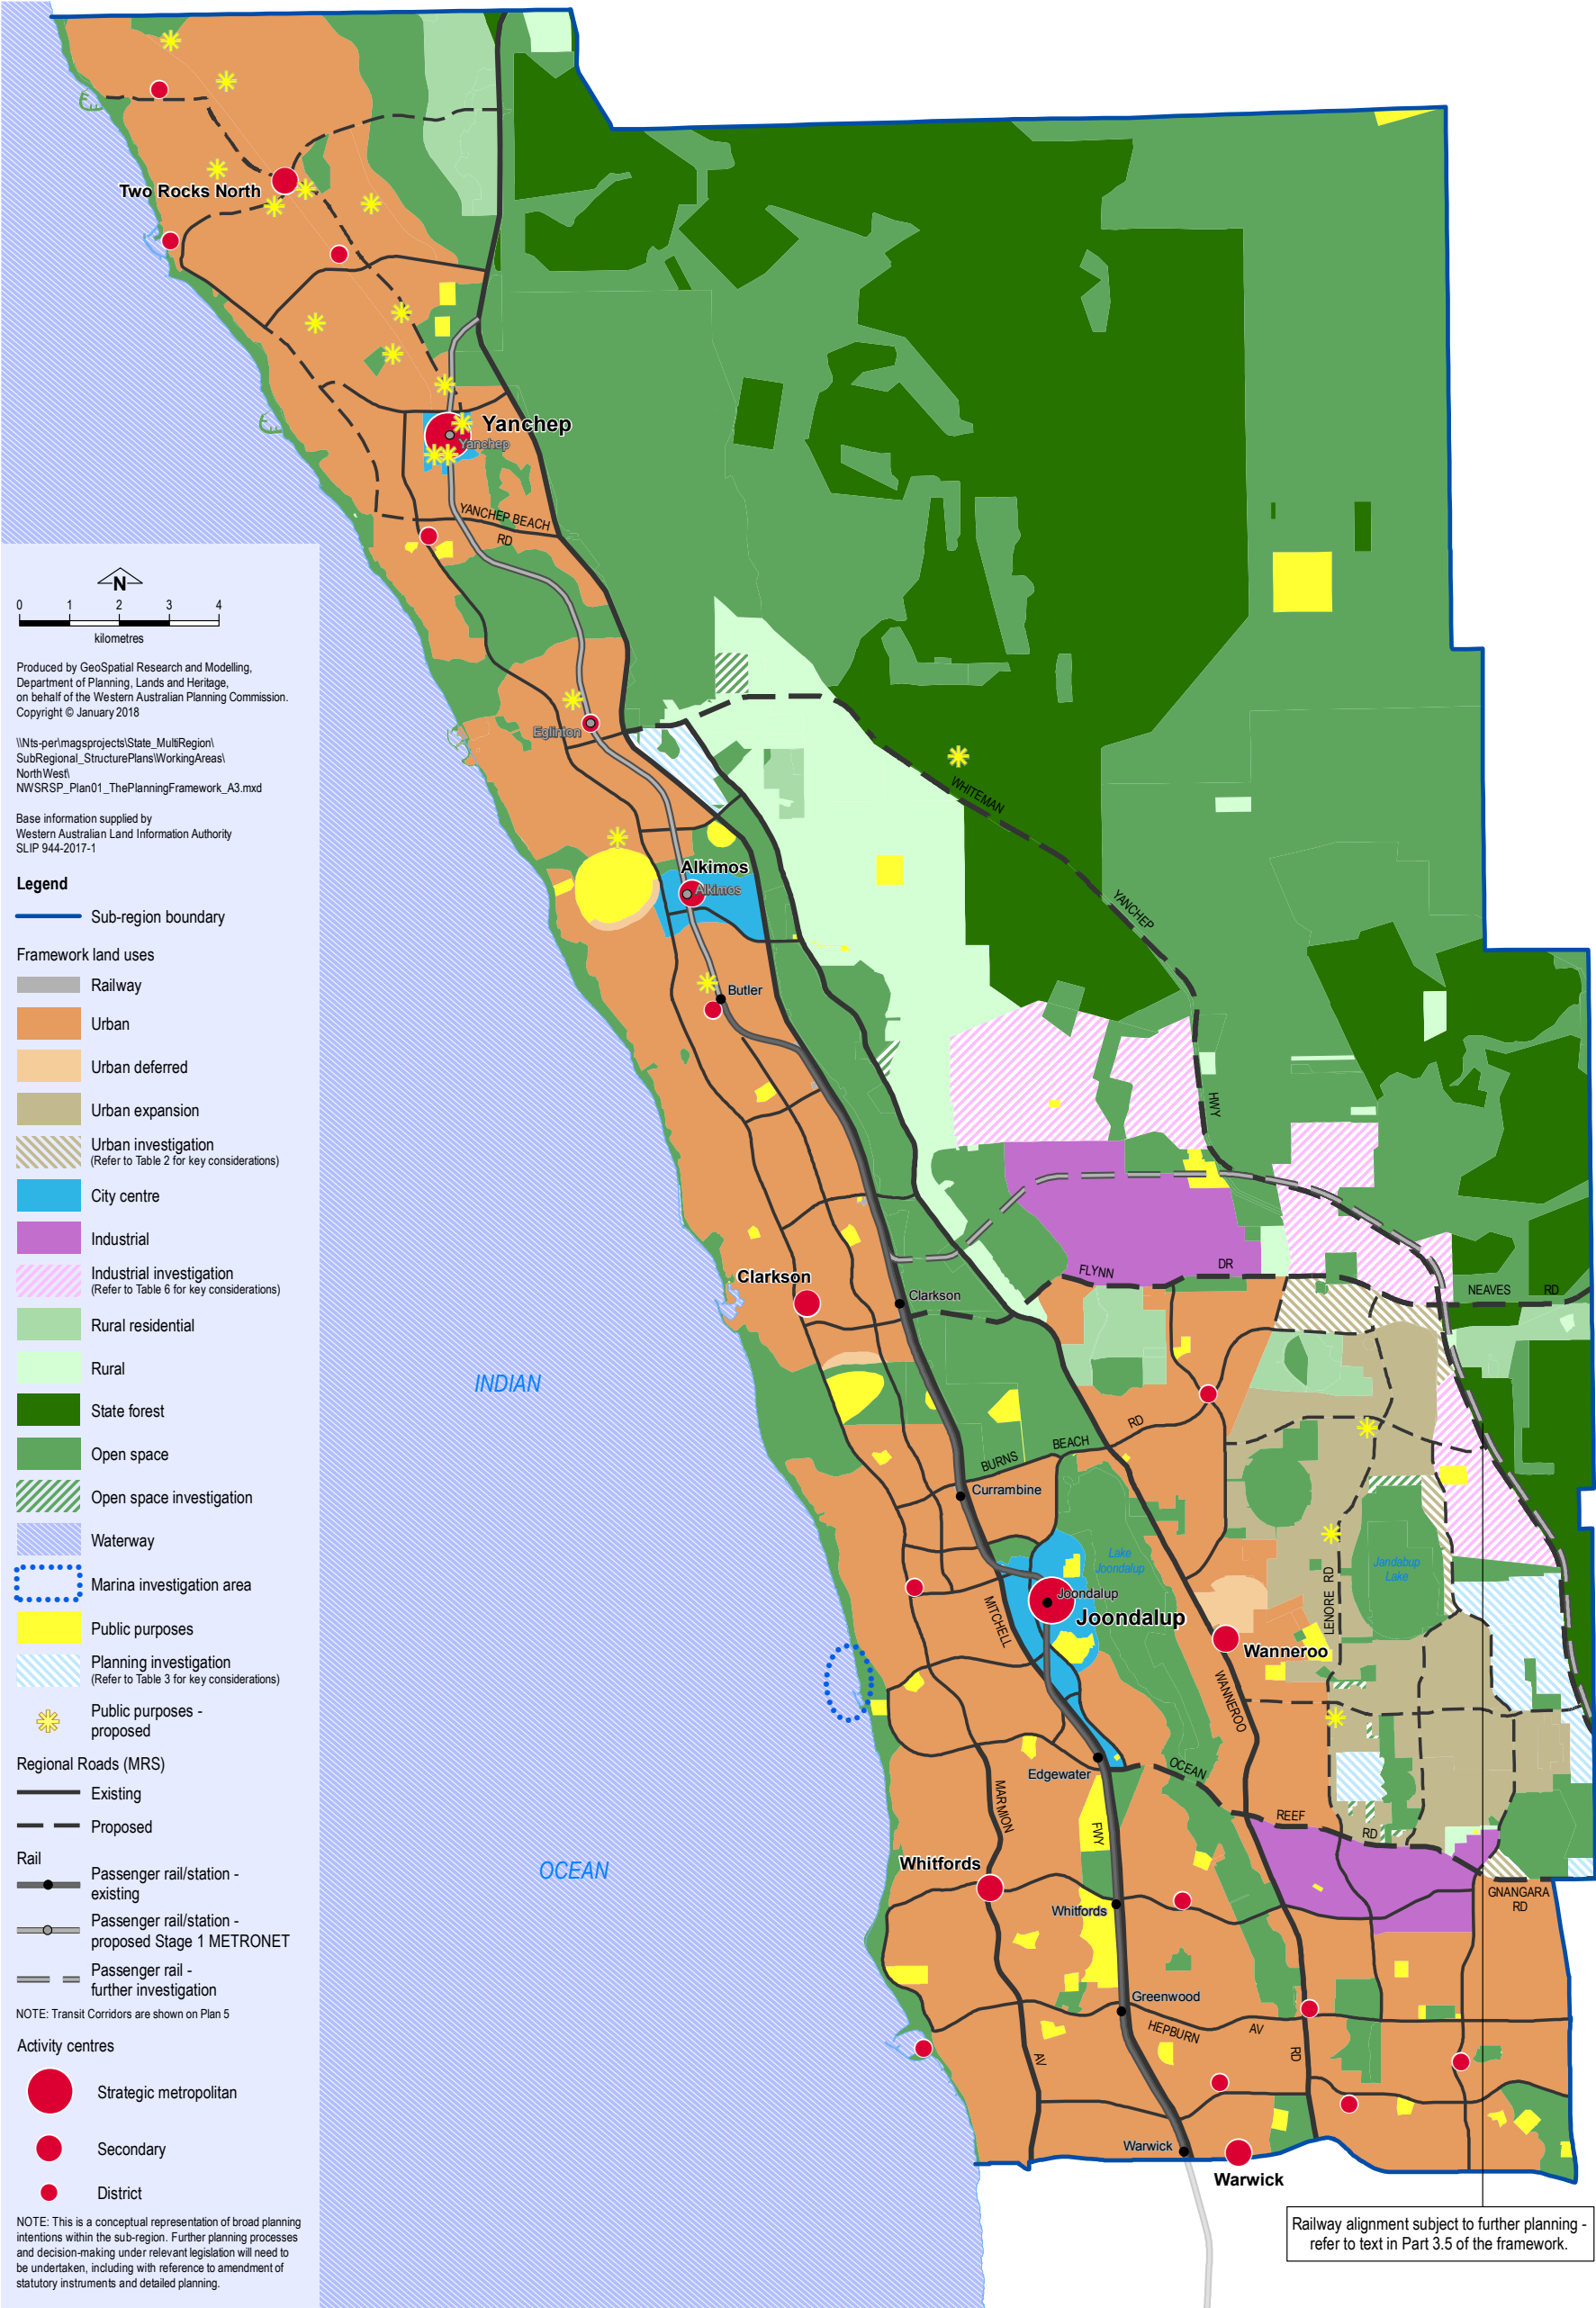 Two Rocks North
Yanchep
Yanchep
YANCHEP BEACH
RD
N
0 1 2 3 4
kilometres
Produced by GeoSpatial Research and Modelling,
Department of Planning, Lands and Heritage,
on behalf of the Western Australian Planning Commission.
Copyright © January 2018
\\Nts-per\magsprojects\State_MultiRegion\
SubRegional_StructurePlans\WorkingAreas\
NorthWest\
NWSRSP_Plan01_ThePlanningFramework_A3.mxd
Base information supplied by
Western Australian Land Information Authority
SLIP 944-2017-1
Legend
Sub-region boundary
Framework land uses
Railway
Urban
Urban deferred
Urban expansion
Urban investigation
(Refer to Table 2 for key considerations)
City centre
Industrial
Industrial investigation
(Refer to Table 6 for key considerations)
Rural residential
Rural
State forest
Open space
Open space investigation
Waterway
Marina investigation area
Public purposes
Planning investigation
(Refer to Table 3 for key considerations)
Public purposes -
proposed
Regional Roads (MRS)
Existing
Proposed
Rail
Passenger rail/station -
existing
Passenger rail/station -
proposed Stage 1 METRONET
Passenger rail -
further investigation
NOTE: Transit Corridors are shown on Plan 5
Activity centres
Strategic metropolitan
Secondary
District
NOTE: This is a conceptual representation of broad planning
intentions within the sub-region. Further planning processes
and decision-making under relevant legislation will need to
be undertaken, including with reference to amendment of
statutory instruments and detailed planning.
Eglinton
WHITEMAN
YANCHEP
HWY
Alkimos
Alkimos
Butler
FLYNN
DR
NEAVES
RD
Clarkson
Clarkson
INDIAN
OCEAN
BURNS
BEACH
RD
Currambine
Lake
Joondalup
Jandabup
Lake
LENORE RD
Joondalup
Joondalup
MITCHELL
Wanneroo
WANNEROO
Edgewater
OCEAN
REEF
RD
MARMION
FWY
Whitfords
Whitfords
GNANGARA
RD
Greenwood
HEPBURN
AV
AV
RD
Warwick
Warwick
Railway alignment subject to further planning -
refer to text in Part 3.5 of the framework.